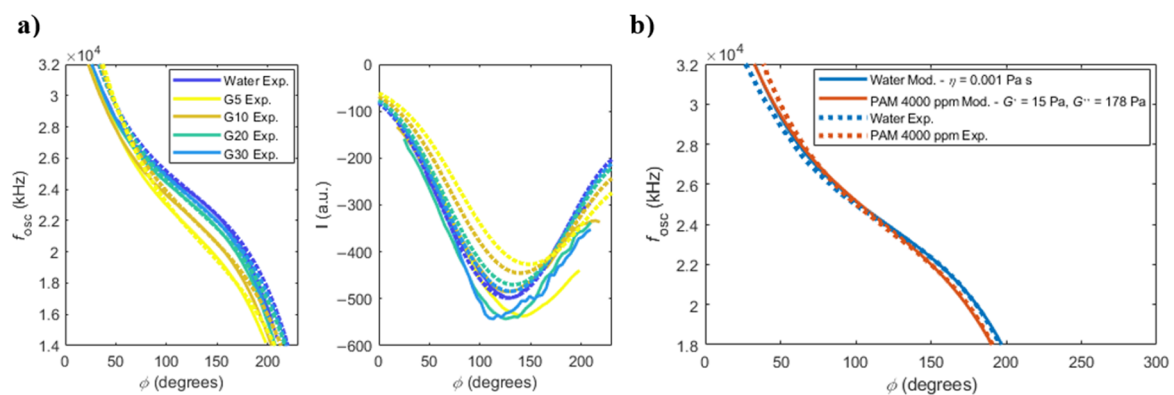 a)
×10⁴
3.2
3
2.8
2.6
2.4
2.2
2
1.8
1.6
1.4
f_osc (kHz)
0 50 100 150 200
ϕ (degrees)
Water Exp.
G5 Exp.
G10 Exp.
G20 Exp.
G30 Exp.
0
−100
−200
−300
−400
−500
−600
I (a.u.)
0 50 100 150 200
ϕ (degrees)
b)
×10⁴
3.2
3
2.8
2.6
2.4
2.2
2
1.8
f_osc (kHz)
0 50 100 150 200 250 300
ϕ (degrees)
Water Mod. - η = 0.001 Pa s
PAM 4000 ppm Mod. - G' = 15 Pa, G'' = 178 Pa
Water Exp.
PAM 4000 ppm Exp.